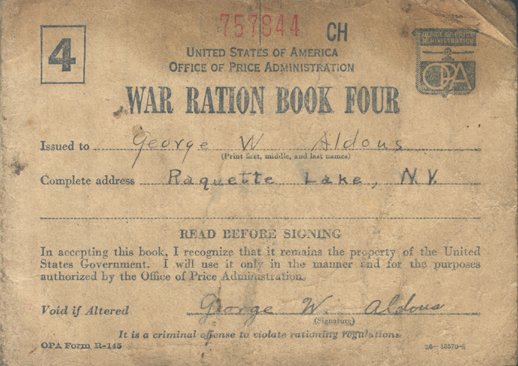 4
757844 CH
OFFICE OF PRICE ADMINISTRATION
OPA
UNITED STATES OF AMERICA
OFFICE OF PRICE ADMINISTRATION
WAR RATION BOOK FOUR
Issued to George W Aldous
(Print first, middle, and last names)
Complete address Raquette Lake, N.Y.
READ BEFORE SIGNING
In accepting this book, I recognize that it remains the property of the United
States Government. I will use it only in the manner and for the purposes
authorized by the Office of Price Administration.
Void if Altered George W. Aldous
(Signature)
It is a criminal offense to violate rationing regulations.
OPA Form R-145